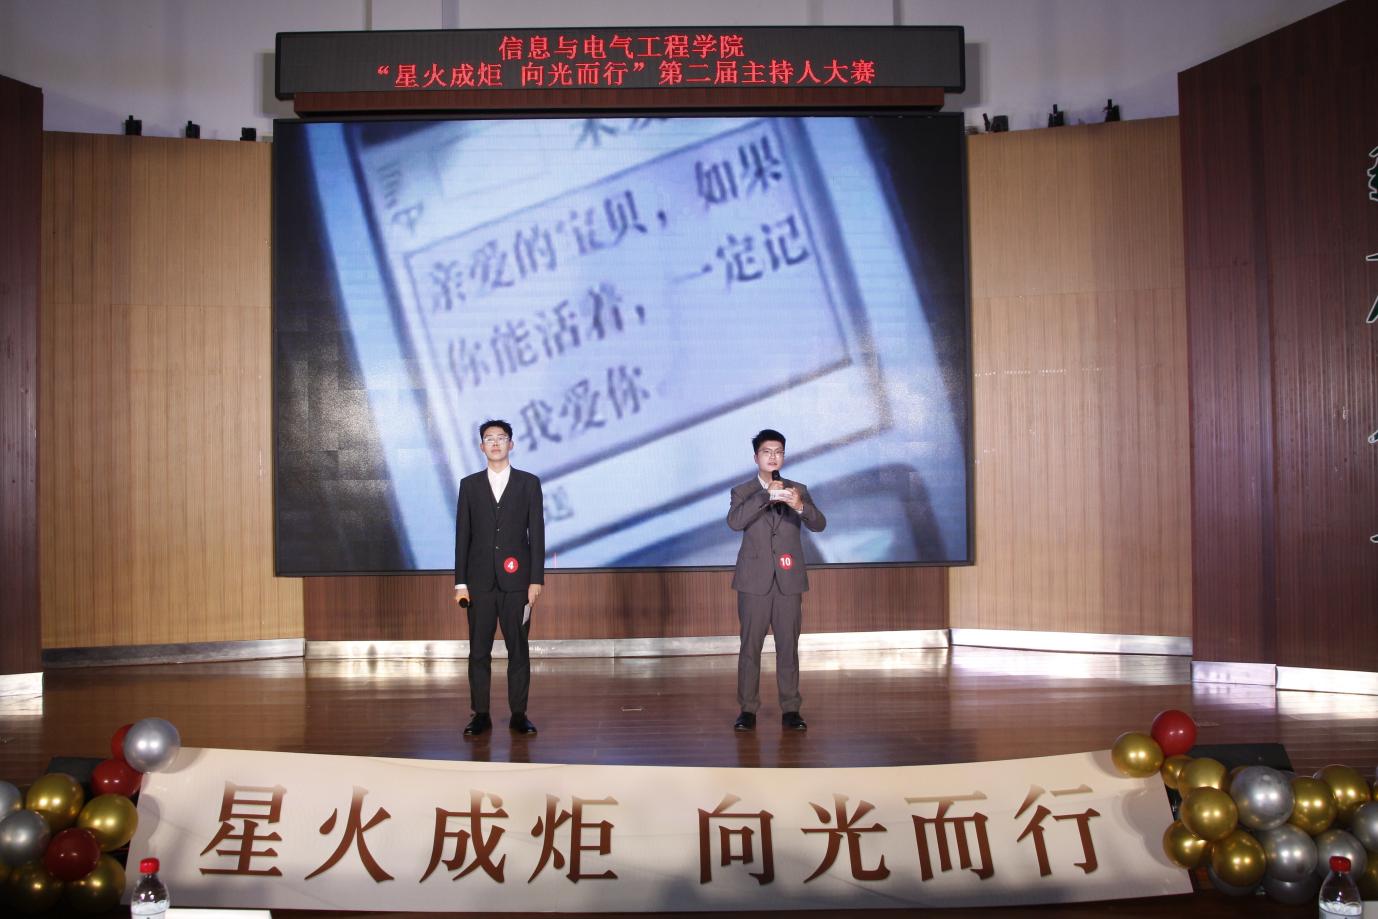 信息与电气工程学院
“星火成炬 向光而行”第二届主持人大赛
亲爱的宝贝，如果
你能活着，一定记
我爱你
送
4
10
星火成炬 向光而行